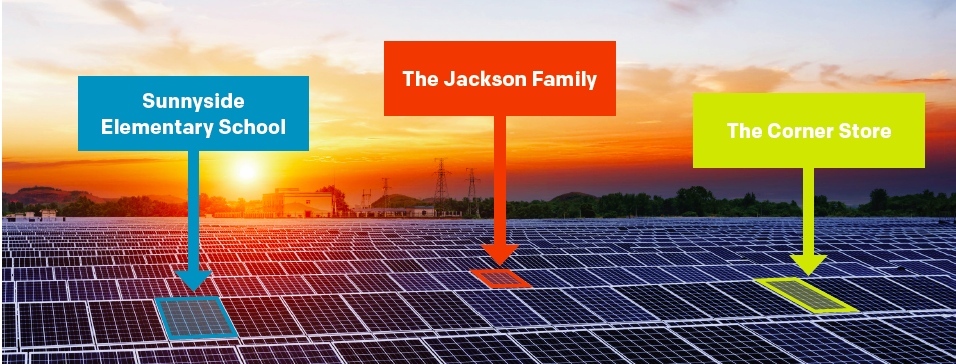 Sunnyside
Elementary School
The Jackson Family
The Corner Store